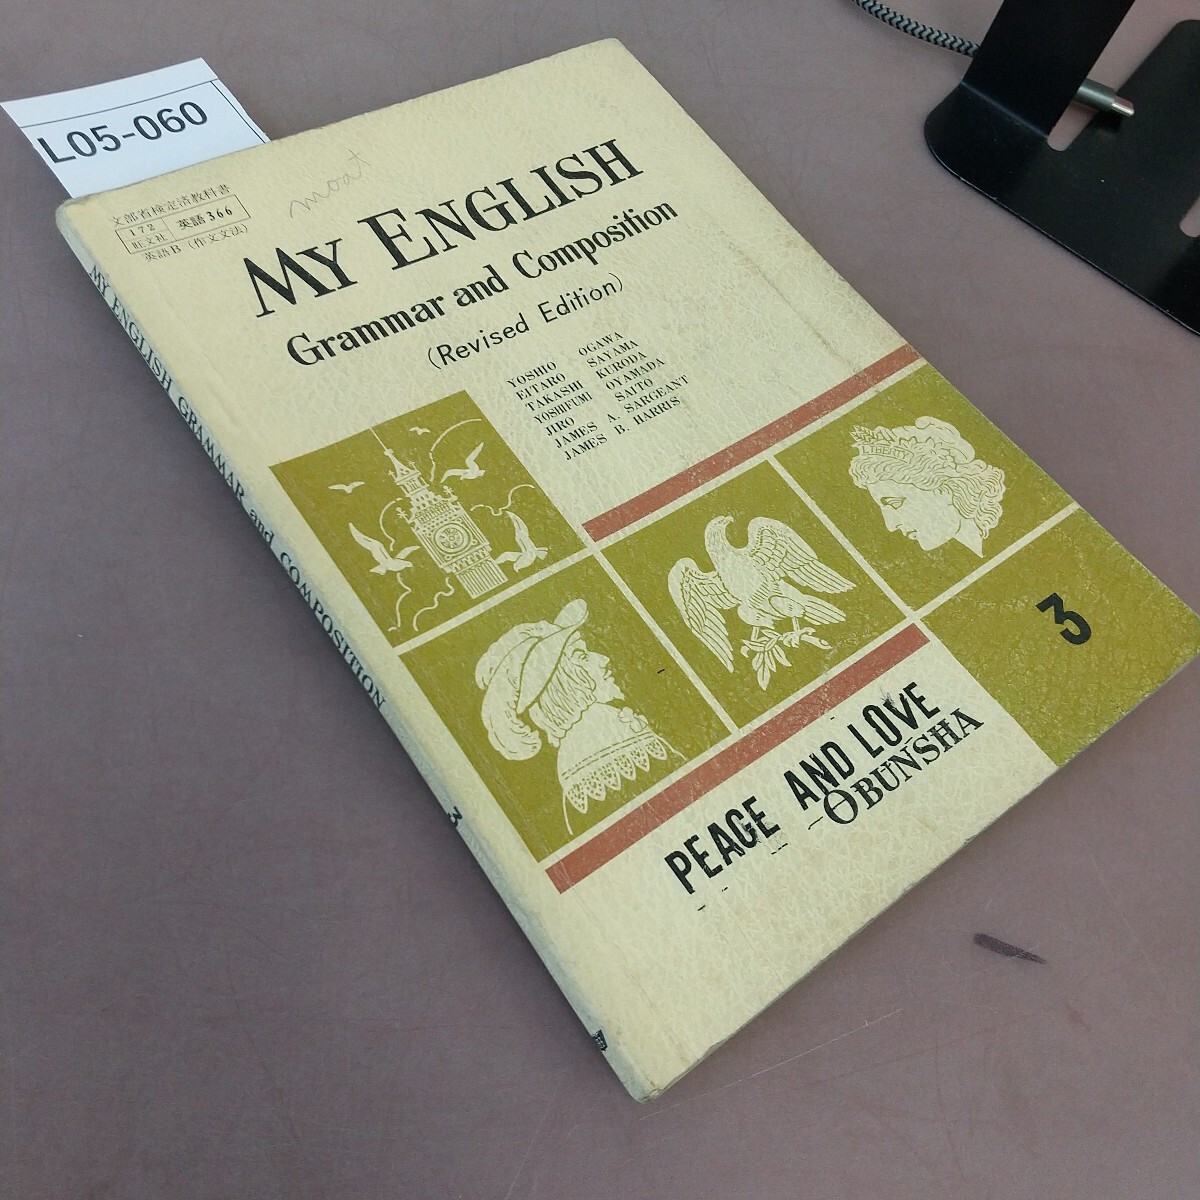 L05-060
文部省検定済教科書
172 英語366
旺文社
英語B (作文文法)
moat
MY ENGLISH
Grammar and Composition
(Revised Edition)
YOSHIO OGAWA
EITARO SAYAMA
TAKASHI KURODA
YOSHIFUMI OYAMADA
JIRO SAITO
JAMES A. SARGEANT
JAMES B. HARRIS
LIBERTY
3
PEACE AND LOVE
OBUNSHA
MY ENGLISH GRAMMAR and COMPOSITION 3